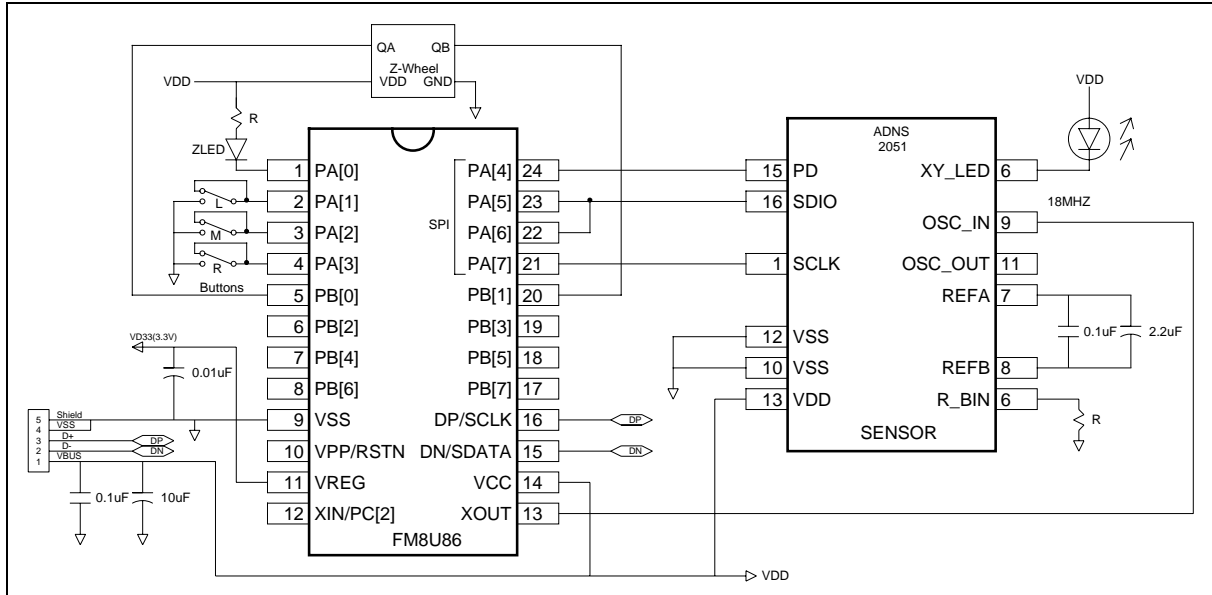 QA QB
Z-Wheel
VDD GND
VDD
R
ZLED
1 PA[0]
2 PA[1]
3 PA[2]
4 PA[3]
5 PB[0]
6 PB[2]
7 PB[4]
8 PB[6]
9 VSS
10 VPP/RSTN
11 VREG
12 XIN/PC[2]
PA[4] 24
PA[5] 23
PA[6] 22
PA[7] 21
PB[1] 20
PB[3] 19
PB[5] 18
PB[7] 17
DP/SCLK 16
DN/SDATA 15
VCC 14
XOUT 13
SPI
FM8U86
L
M
R
Buttons
VD33(3.3V)
0.01uF
5 Shield
4 VSS
3 D+
2 D-
1 VBUS
DP
DN
0.1uF
10uF
DP
DN
VDD
ADNS
2051
15 PD
16 SDIO
1 SCLK
12 VSS
10 VSS
13 VDD
XY_LED 6
OSC_IN 9
OSC_OUT 11
REFA 7
REFB 8
R_BIN 6
SENSOR
VDD
18MHZ
0.1uF
2.2uF
R